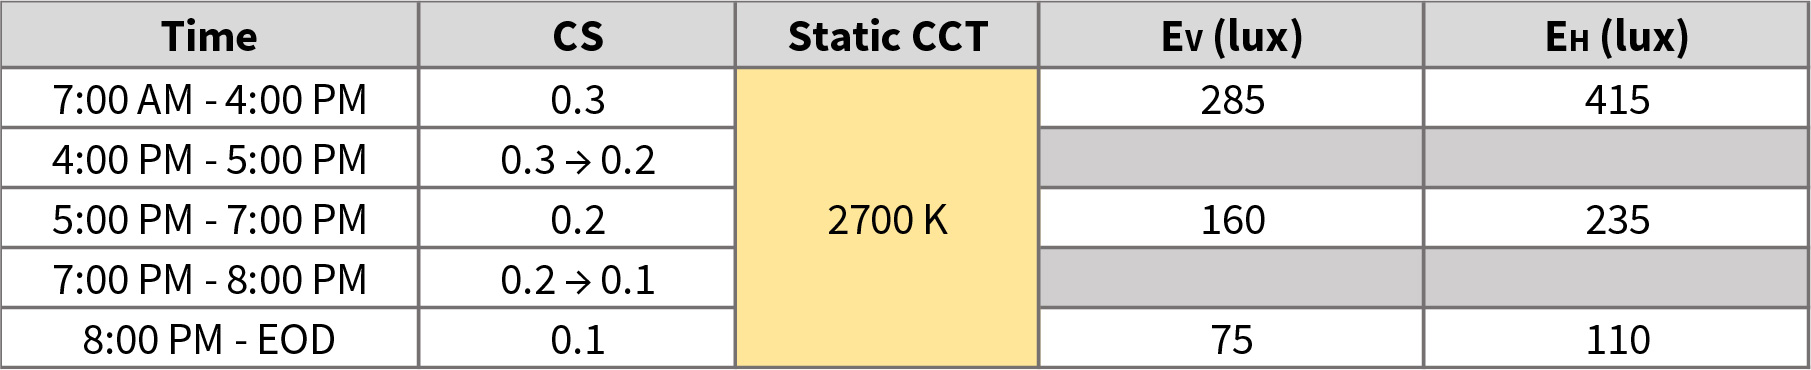 Time CS Static CCT EV (lux) EH (lux)
7:00 AM - 4:00 PM 0.3 285 415
4:00 PM - 5:00 PM 0.3 → 0.2
5:00 PM - 7:00 PM 0.2 2700 K 160 235
7:00 PM - 8:00 PM 0.2 → 0.1
8:00 PM - EOD 0.1 75 110